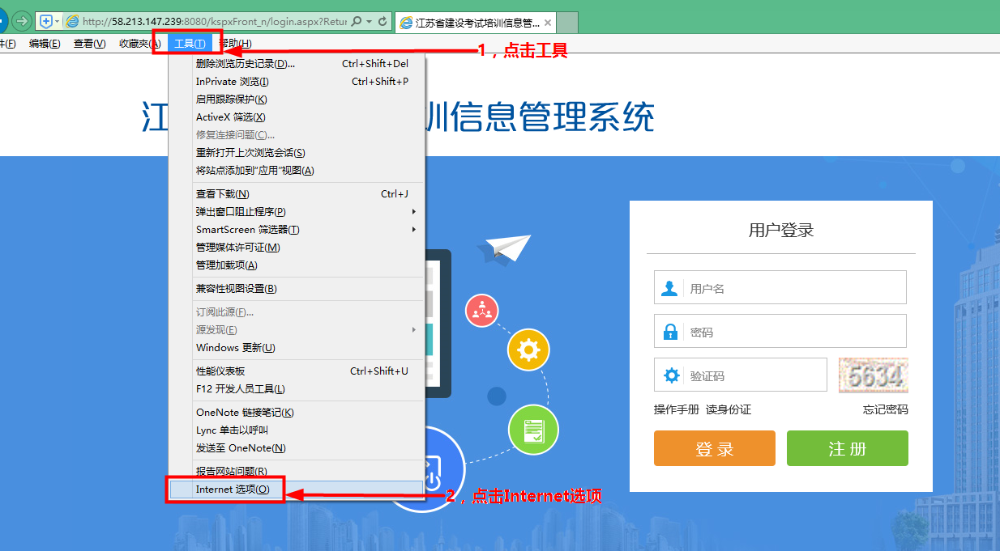 http://58.213.147.239:8080/kspxFront_n/login.aspx?Retur
江苏省建设考试培训信息管...
件(F) 编辑(E) 查看(V) 收藏夹(A) 工具(T) 帮助(H)
1，点击工具
删除浏览历史记录(D)... Ctrl+Shift+Del
InPrivate 浏览(I) Ctrl+Shift+P
启用跟踪保护(K)
ActiveX 筛选(X)
修复连接问题(C)...
重新打开上次浏览会话(S)
将站点添加到“应用”视图(A)
查看下载(N) Ctrl+J
弹出窗口阻止程序(P)
SmartScreen 筛选器(T)
管理媒体许可证(M)
管理加载项(A)
兼容性视图设置(B)
订阅此源(F)...
源发现(E)
Windows 更新(U)
性能仪表板 Ctrl+Shift+U
F12 开发人员工具(L)
OneNote 链接笔记(K)
Lync 单击以呼叫
发送至 OneNote(N)
报告网站问题(R)
Internet 选项(O)
2，点击Internet选项
江 训信息管理系统
用户登录
用户名
密码
验证码 5634
操作手册 读身份证 忘记密码
登 录 注 册